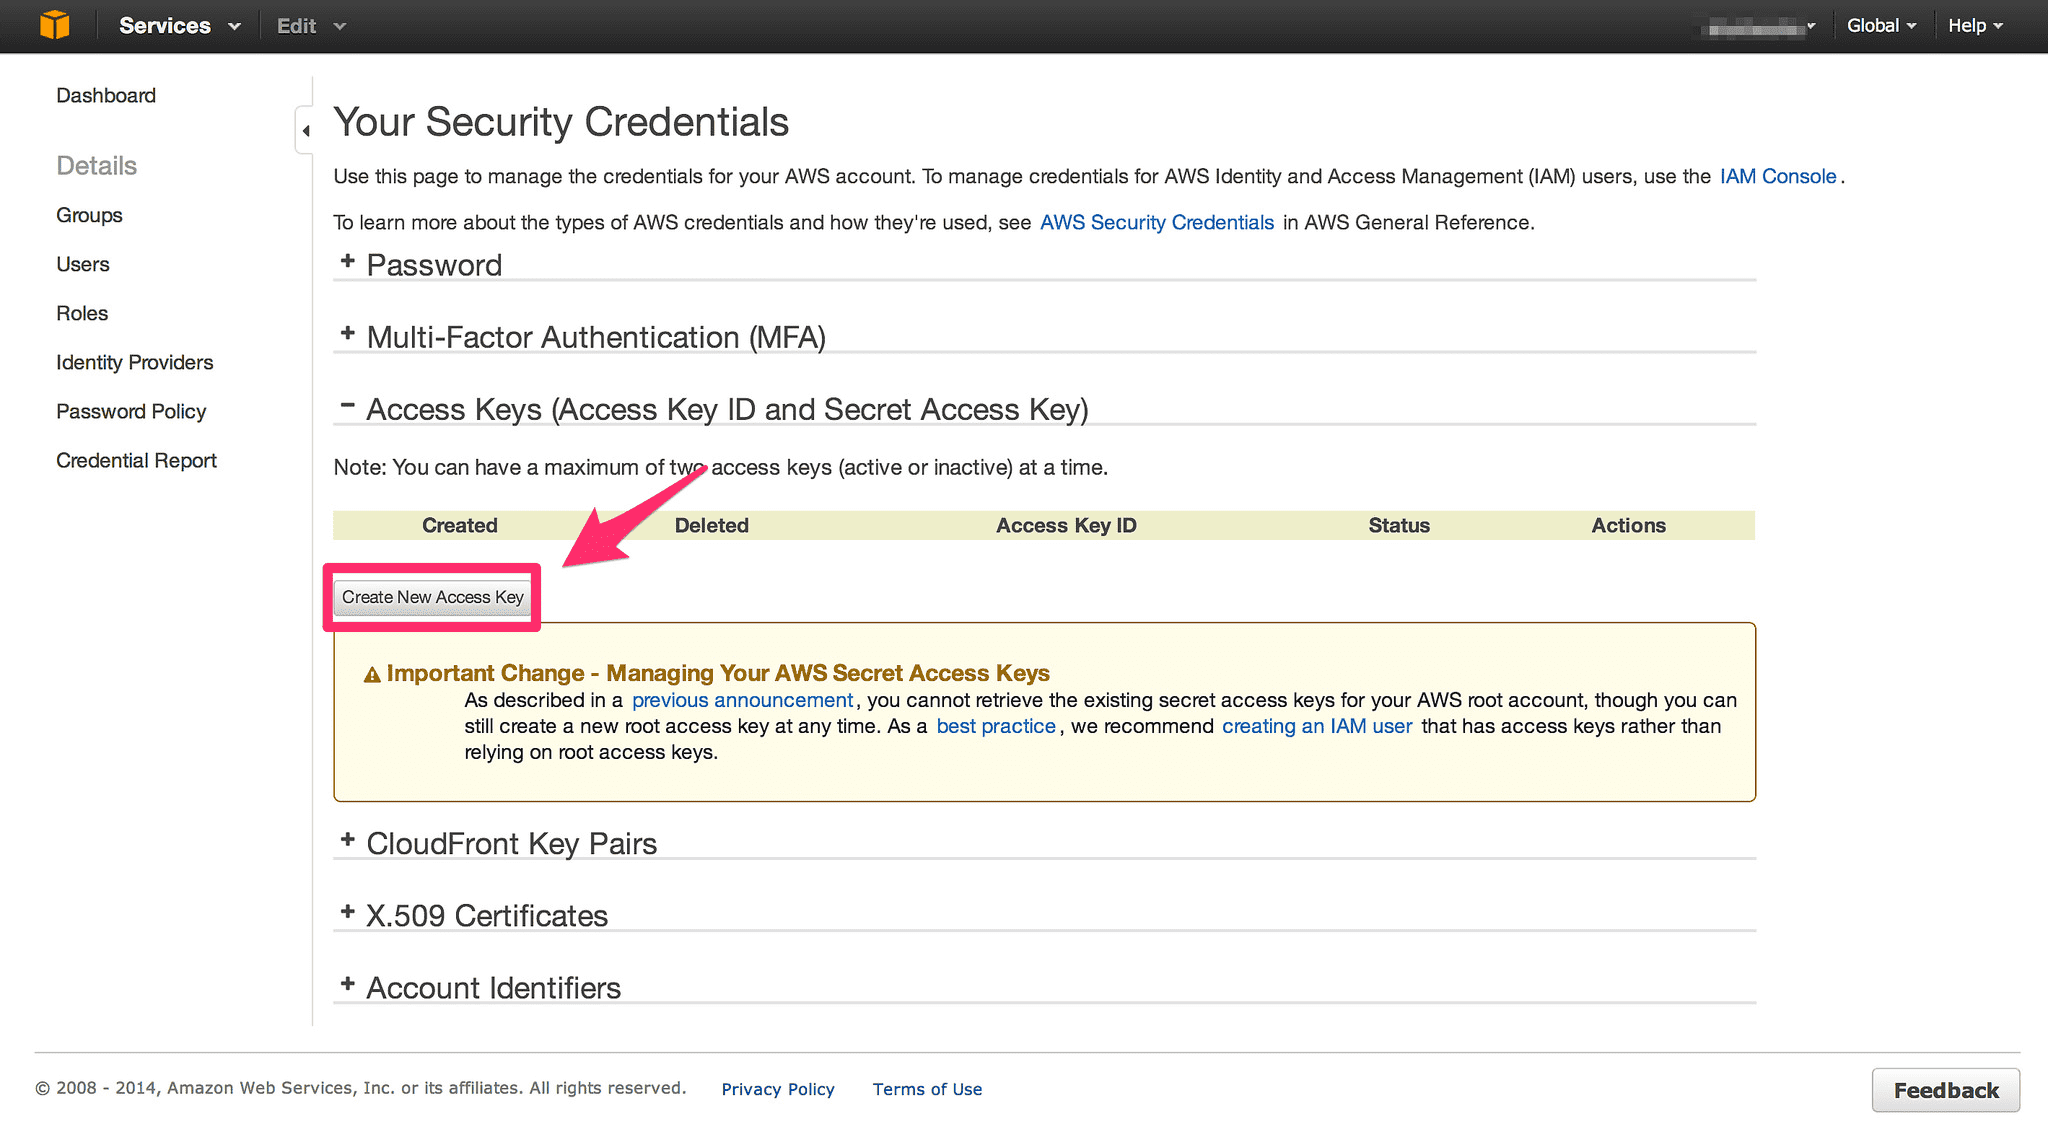 Services Edit Global Help
Dashboard
Details
Groups
Users
Roles
Identity Providers
Password Policy
Credential Report
Your Security Credentials
Use this page to manage the credentials for your AWS account. To manage credentials for AWS Identity and Access Management (IAM) users, use the IAM Console.
To learn more about the types of AWS credentials and how they're used, see AWS Security Credentials in AWS General Reference.
+ Password
+ Multi-Factor Authentication (MFA)
− Access Keys (Access Key ID and Secret Access Key)
Note: You can have a maximum of two access keys (active or inactive) at a time.
Created Deleted Access Key ID Status Actions
Create New Access Key
Important Change - Managing Your AWS Secret Access Keys
As described in a previous announcement, you cannot retrieve the existing secret access keys for your AWS root account, though you can
still create a new root access key at any time. As a best practice, we recommend creating an IAM user that has access keys rather than
relying on root access keys.
+ CloudFront Key Pairs
+ X.509 Certificates
+ Account Identifiers
© 2008 - 2014, Amazon Web Services, Inc. or its affiliates. All rights reserved. Privacy Policy Terms of Use
Feedback